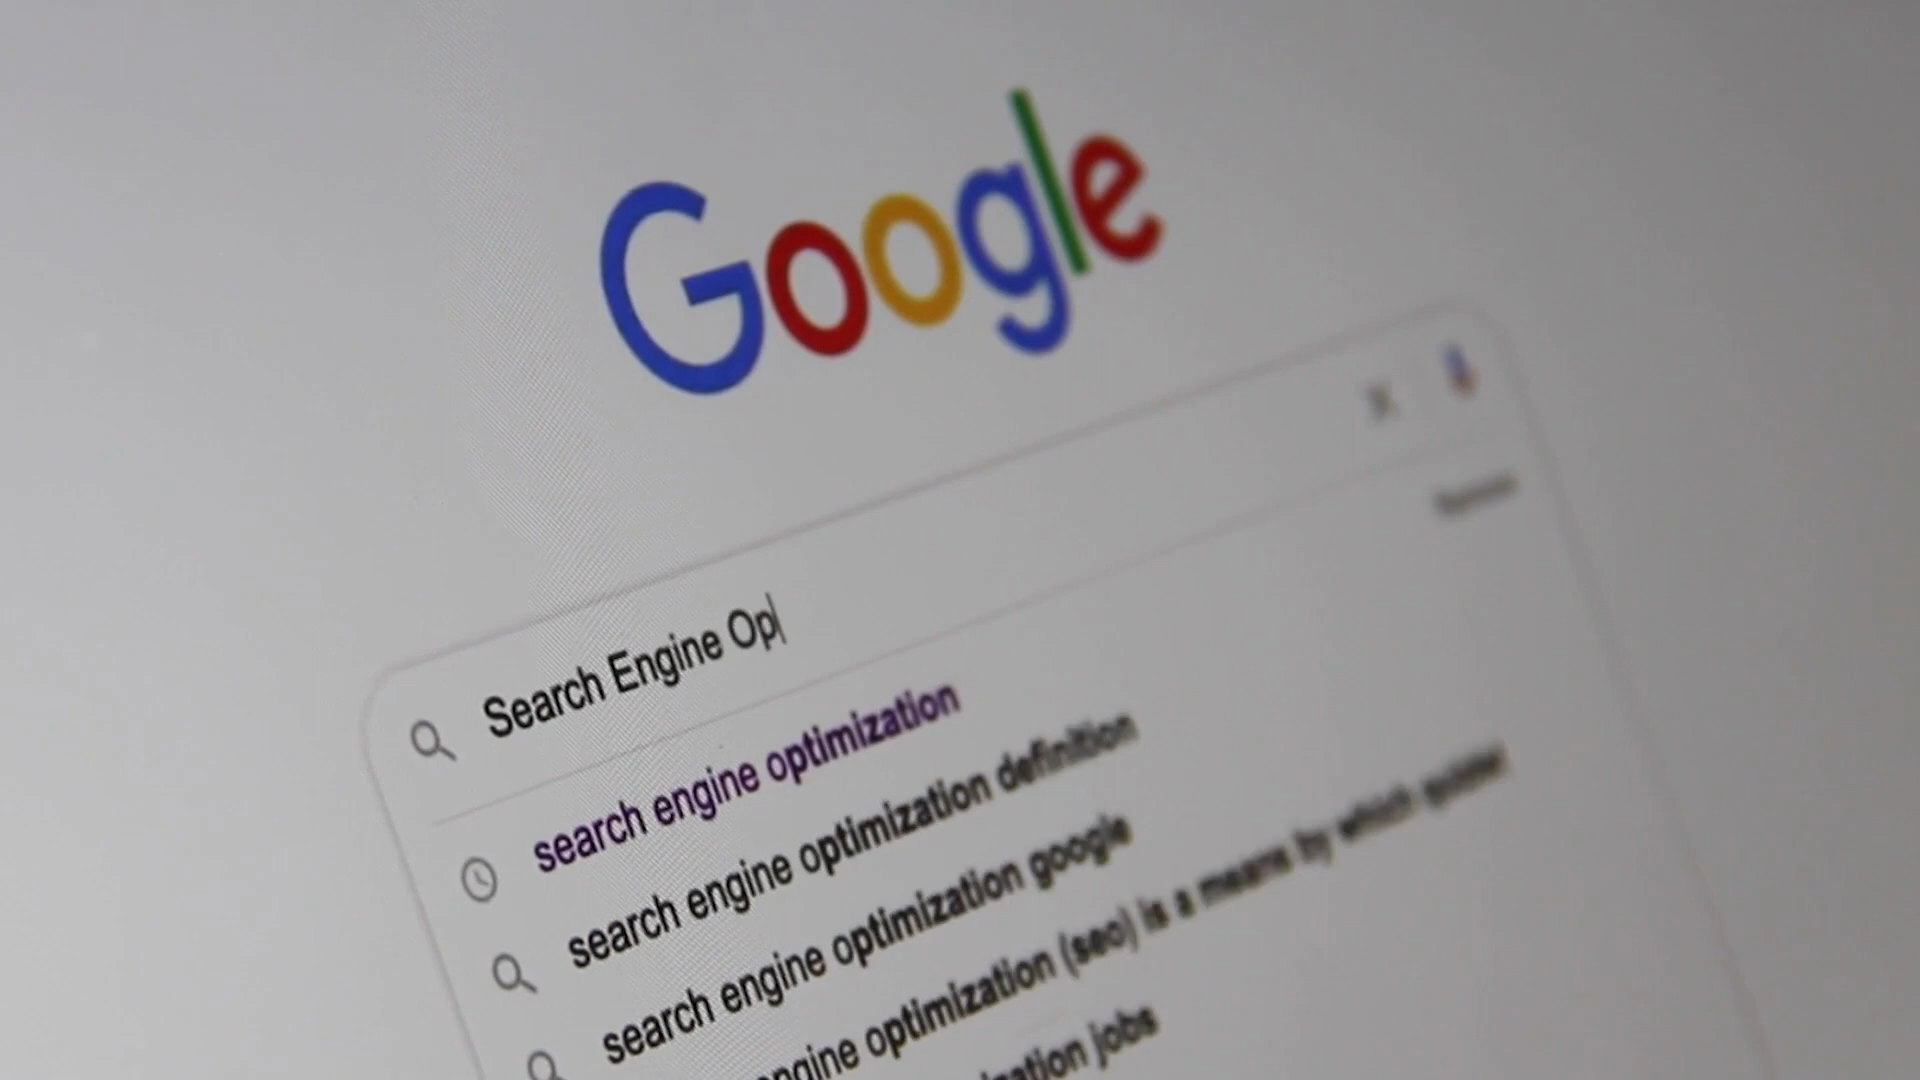 Google
Search Engine Op
search engine optimization
search engine optimization definition
search engine optimization google
engine optimization (seo) is a means by which
jobs